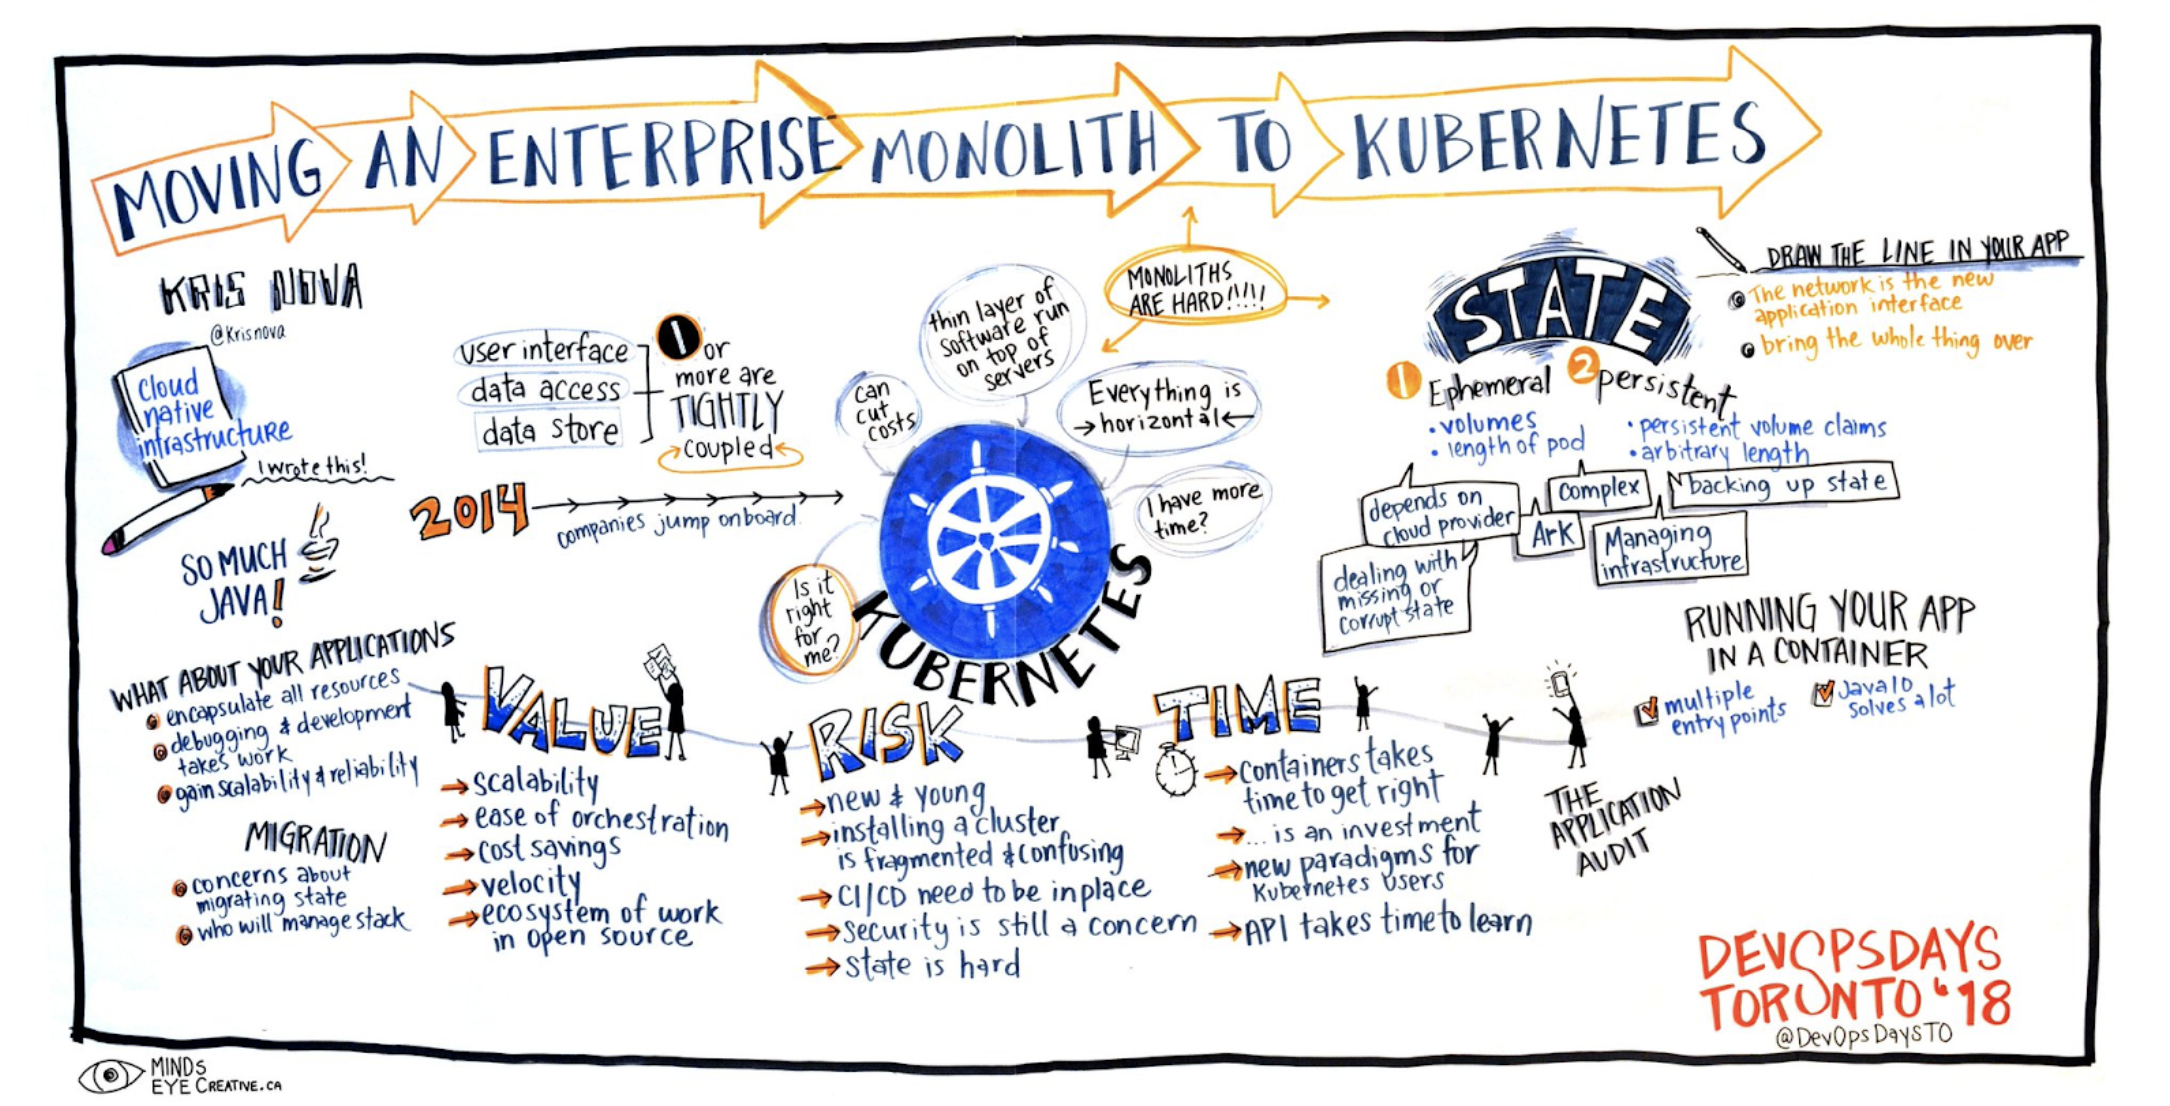 MOVING AN ENTERPRISE MONOLITH TO KUBERNETES
KRIS NOVA
@Krisnova
Cloud
native
infrastructure
I wrote this!
SO MUCH
JAVA!
user interface
data access
data store
1 or
more are
TIGHTLY
coupled
2014
companies jump onboard.
can
cut
costs
thin layer of
software run
on top of
servers
MONOLITHS
ARE HARD!!!!!
Everything is
horizontal
I have more
time?
Is it
right
for
me?
KUBERNETES
STATE
1 Ephemeral
• volumes
• length of pod
2 persistent
• persistent volume claims
• arbitrary length
DRAW THE LINE IN YOUR APP
The network is the new
application interface
bring the whole thing over
depends on
cloud provider
complex
backing up state
Ark
Managing
infrastructure
dealing with
missing or
corrupt state
RUNNING YOUR APP
IN A CONTAINER
multiple
entry points
Java 10
solves a lot
WHAT ABOUT YOUR APPLICATIONS
encapsulate all resources
debugging & development
takes work
gain scalability & reliability
MIGRATION
concerns about
migrating state
who will manage stack
VALUE
scalability
ease of orchestration
cost savings
velocity
ecosystem of work
in open source
RISK
new & young
installing a cluster
is fragmented & confusing
CI/CD need to be in place
Security is still a concern
State is hard
TIME
Containers takes
time to get right
... is an investment
new paradigms for
Kubernetes users
API takes time to learn
THE
APPLICATION
AUDIT
DEVOPSDAYS
TORONTO '18
@DevOpsDaysTO
MINDS
EYE CREATIVE.CA